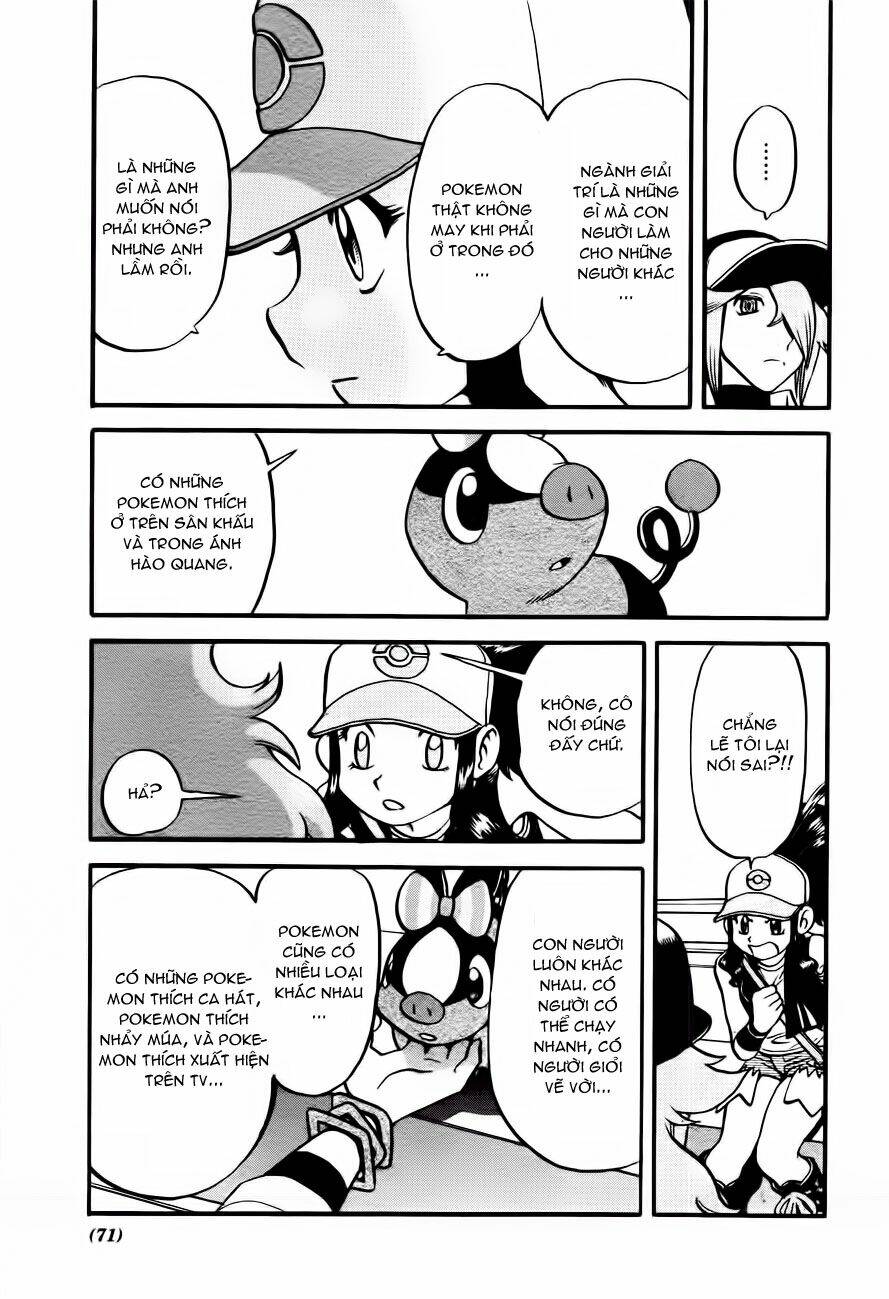 ......
NGÀNH GIẢI
TRÍ LÀ NHỮNG
GÌ MÀ CON
NGƯỜI LÀM
CHO NHỮNG
NGƯỜI KHÁC
...
POKEMON
THẬT KHÔNG
MAY KHI PHẢI
Ở TRONG ĐÓ
...
LÀ NHỮNG
GÌ MÀ ANH
MUỐN NÓI
PHẢI KHÔNG?
NHƯNG ANH
LẦM RỒI.
CÓ NHỮNG
POKEMON THÍCH
Ở TRÊN SÂN KHẤU
VÀ TRONG ÁNH
HÀO QUANG.
CHẲNG
LẼ TÔI LẠI
NÓI SAI?!!
KHÔNG, CÔ
NÓI ĐÚNG
ĐẤY CHỨ.
HẢ?
CON NGƯỜI
LUÔN KHÁC
NHAU. CÓ
NGƯỜI CÓ
THỂ CHẠY
NHANH, CÓ
NGƯỜI GIỎI
VẼ VỜI...
POKEMON
CŨNG CÓ
NHIỀU LOẠI
KHÁC NHAU
...
CÓ NHỮNG POKE-
MON THÍCH CA HÁT,
POKEMON THÍCH
NHẢY MÚA, VÀ POKE-
MON THÍCH XUẤT HIỆN
TRÊN TV...
(71)